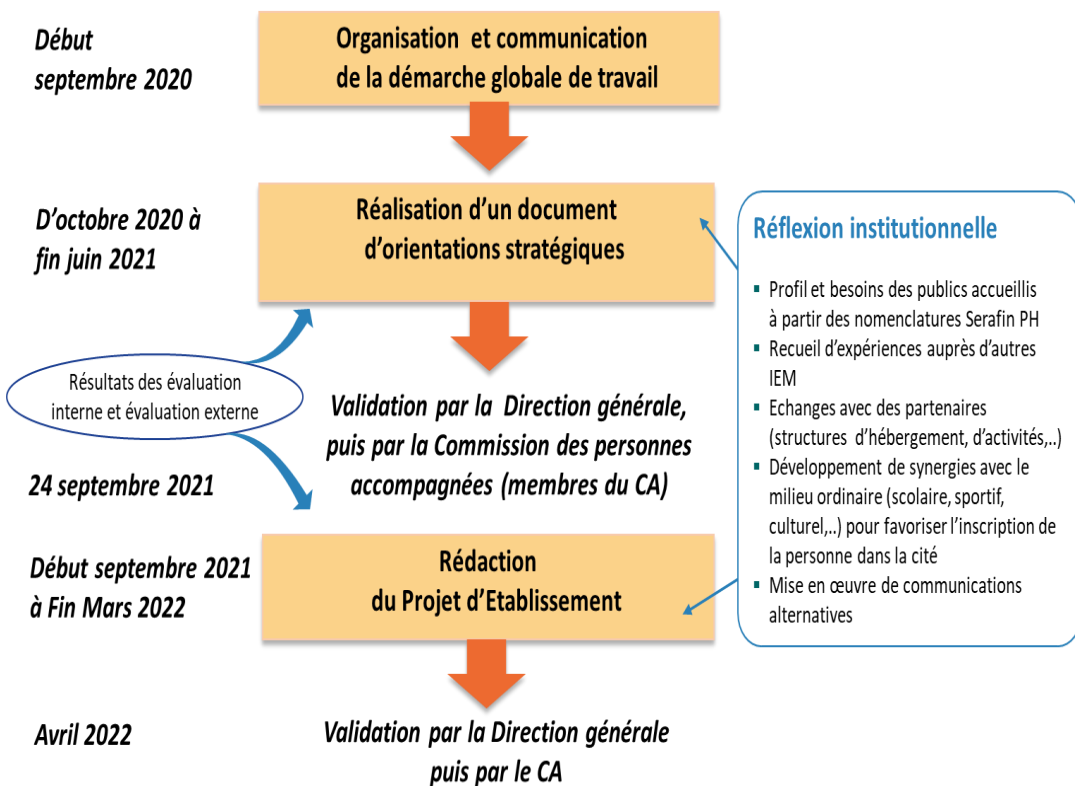 Début
septembre 2020
Organisation et communication
de la démarche globale de travail
D'octobre 2020 à
fin juin 2021
Réalisation d'un document
d'orientations stratégiques
Résultats des évaluation
interne et évaluation externe
24 septembre 2021
Validation par la Direction générale,
puis par la Commission des personnes
accompagnées (membres du CA)
Début septembre 2021
à Fin Mars 2022
Rédaction
du Projet d'Etablissement
Avril 2022
Validation par la Direction générale
puis par le CA
Réflexion institutionnelle
▪ Profil et besoins des publics accueillis
à partir des nomenclatures Serafin PH
▪ Recueil d'expériences auprès d'autres
IEM
▪ Echanges avec des partenaires
(structures d'hébergement, d'activités,..)
▪ Développement de synergies avec le
milieu ordinaire (scolaire, sportif,
culturel,..) pour favoriser l'inscription de
la personne dans la cité
▪ Mise en œuvre de communications
alternatives